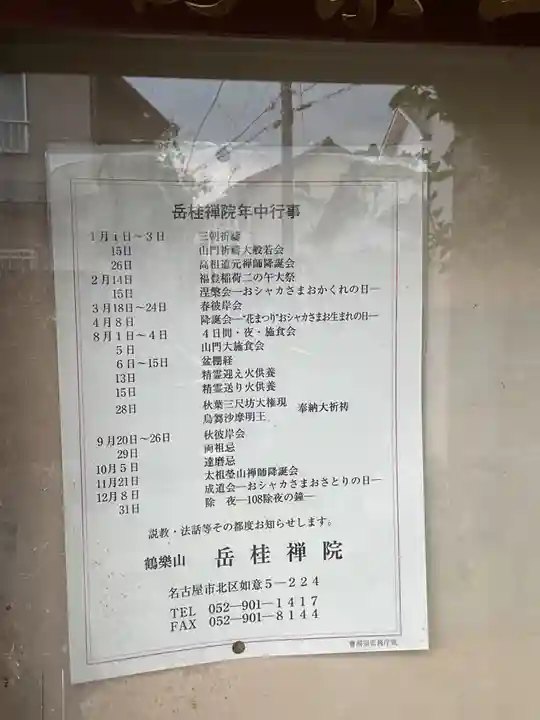 岳桂禅院年中行事
1月1日～3日 三朝祈祷
15日 山門祈祷大般若会
26日 高祖道元禅師降誕会
2月14日 福聚稲荷二の午大祭
15日 涅槃会―おシャカさまおかくれの日―
3月18日～24日 春彼岸会
4月8日 降誕会―"花まつり"おシャカさまお生まれの日―
8月1日～4日 4日間・夜・施食会
5日 山門大施食会
6日～15日 盆棚経
13日 精霊迎え火供養
15日 精霊送り火供養
28日 秋葉三尺坊大権現 烏蒭沙摩明王 奉納大祈祷
9月20日～26日 秋彼岸会
29日 両祖忌
10月5日 達磨忌
11月21日 太祖瑩山禅師降誕会
12月8日 成道会―おシャカさまおさとりの日―
31日 除 夜―108除夜の鐘―
説教・法話等その都度お知らせします。
鶴樂山 岳桂禅院
名古屋市北区如意5―224
TEL 052―901―1417
FAX 052―901―8144